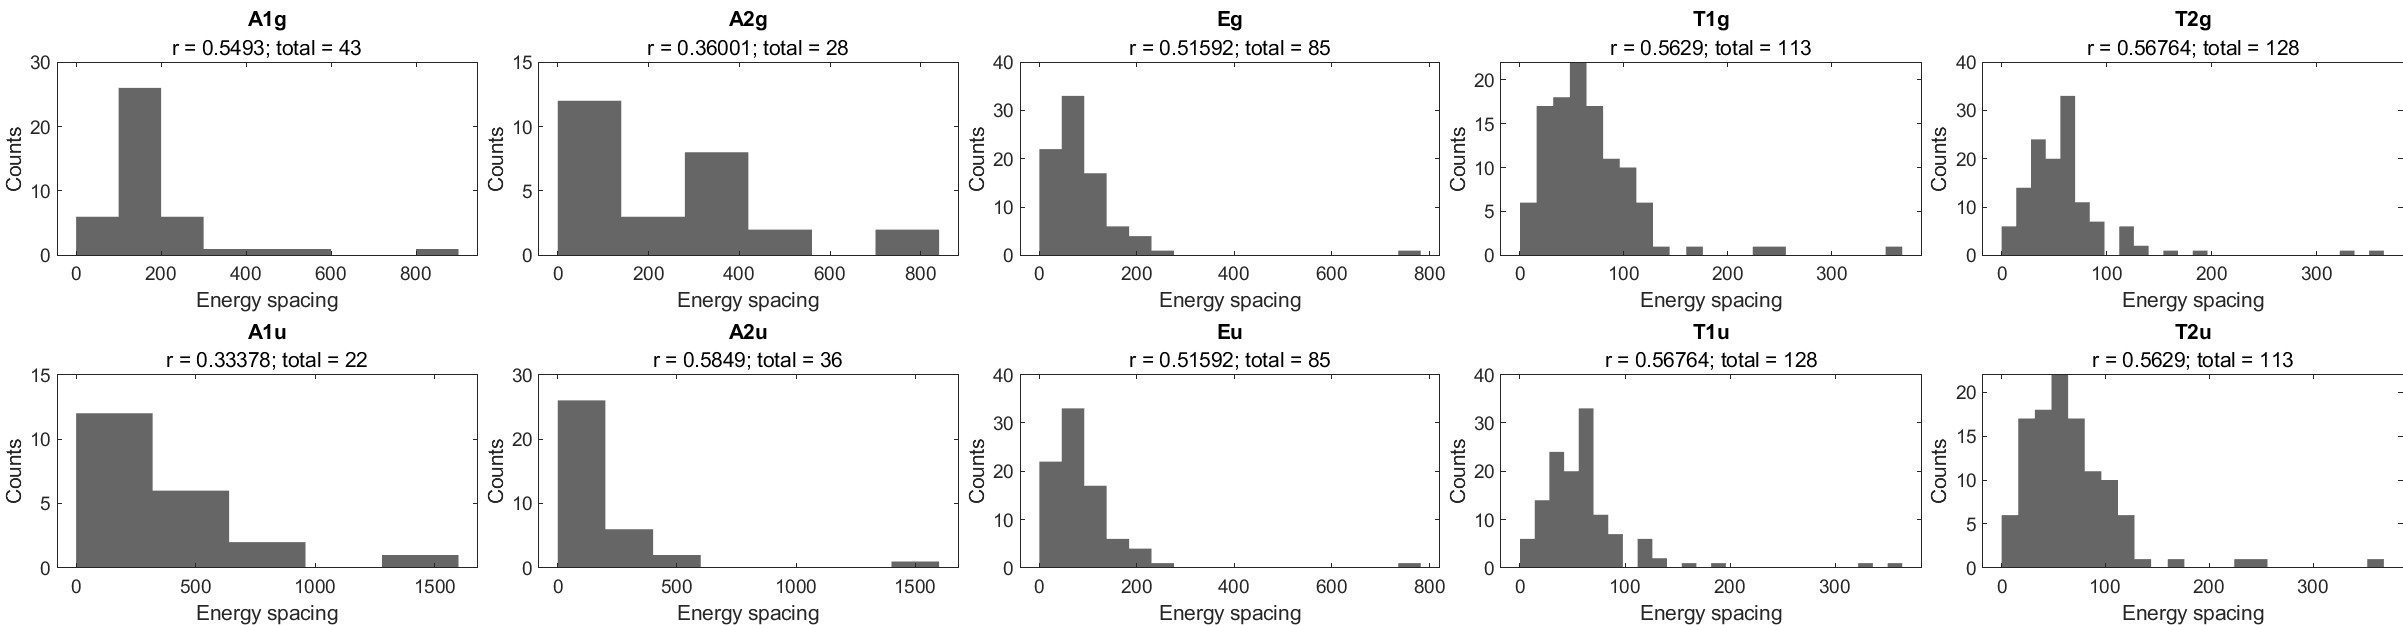 A1g
r = 0.5493; total = 43
30
20
10
0
Counts
0 200 400 600 800
Energy spacing
A2g
r = 0.36001; total = 28
15
10
5
0
Counts
0 200 400 600 800
Energy spacing
Eg
r = 0.51592; total = 85
40
30
20
10
0
Counts
0 200 400 600 800
Energy spacing
T1g
r = 0.5629; total = 113
20
15
10
5
0
Counts
0 100 200 300
Energy spacing
T2g
r = 0.56764; total = 128
40
30
20
10
0
Counts
0 100 200 300
Energy spacing
A1u
r = 0.33378; total = 22
15
10
5
0
Counts
0 500 1000 1500
Energy spacing
A2u
r = 0.5849; total = 36
30
20
10
0
Counts
0 500 1000 1500
Energy spacing
Eu
r = 0.51592; total = 85
40
30
20
10
0
Counts
0 200 400 600 800
Energy spacing
T1u
r = 0.56764; total = 128
40
30
20
10
0
Counts
0 100 200 300
Energy spacing
T2u
r = 0.5629; total = 113
20
15
10
5
0
Counts
0 100 200 300
Energy spacing